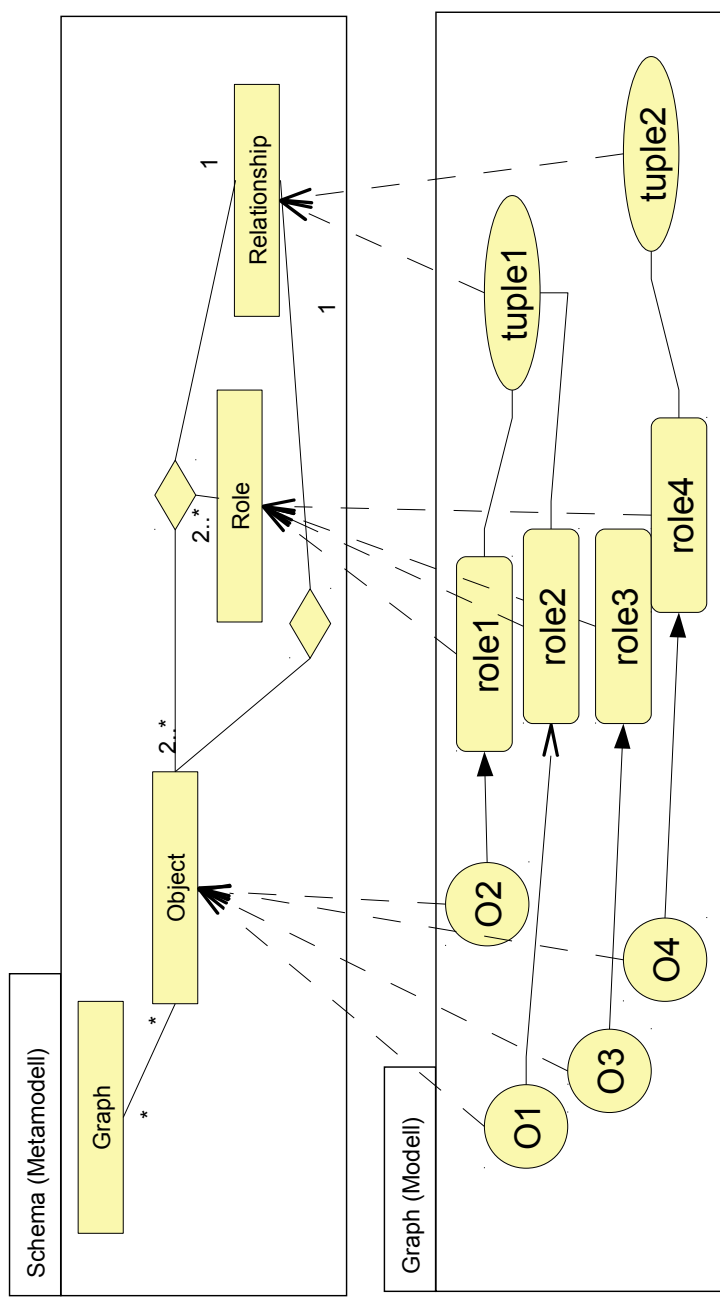 Schema (Metamodell)
Graph
*
*
Object
2..*
2..*
Role
1
1
Relationship
Graph (Modell)
O1
O2
O3
O4
role1
role2
role3
role4
tuple1
tuple2